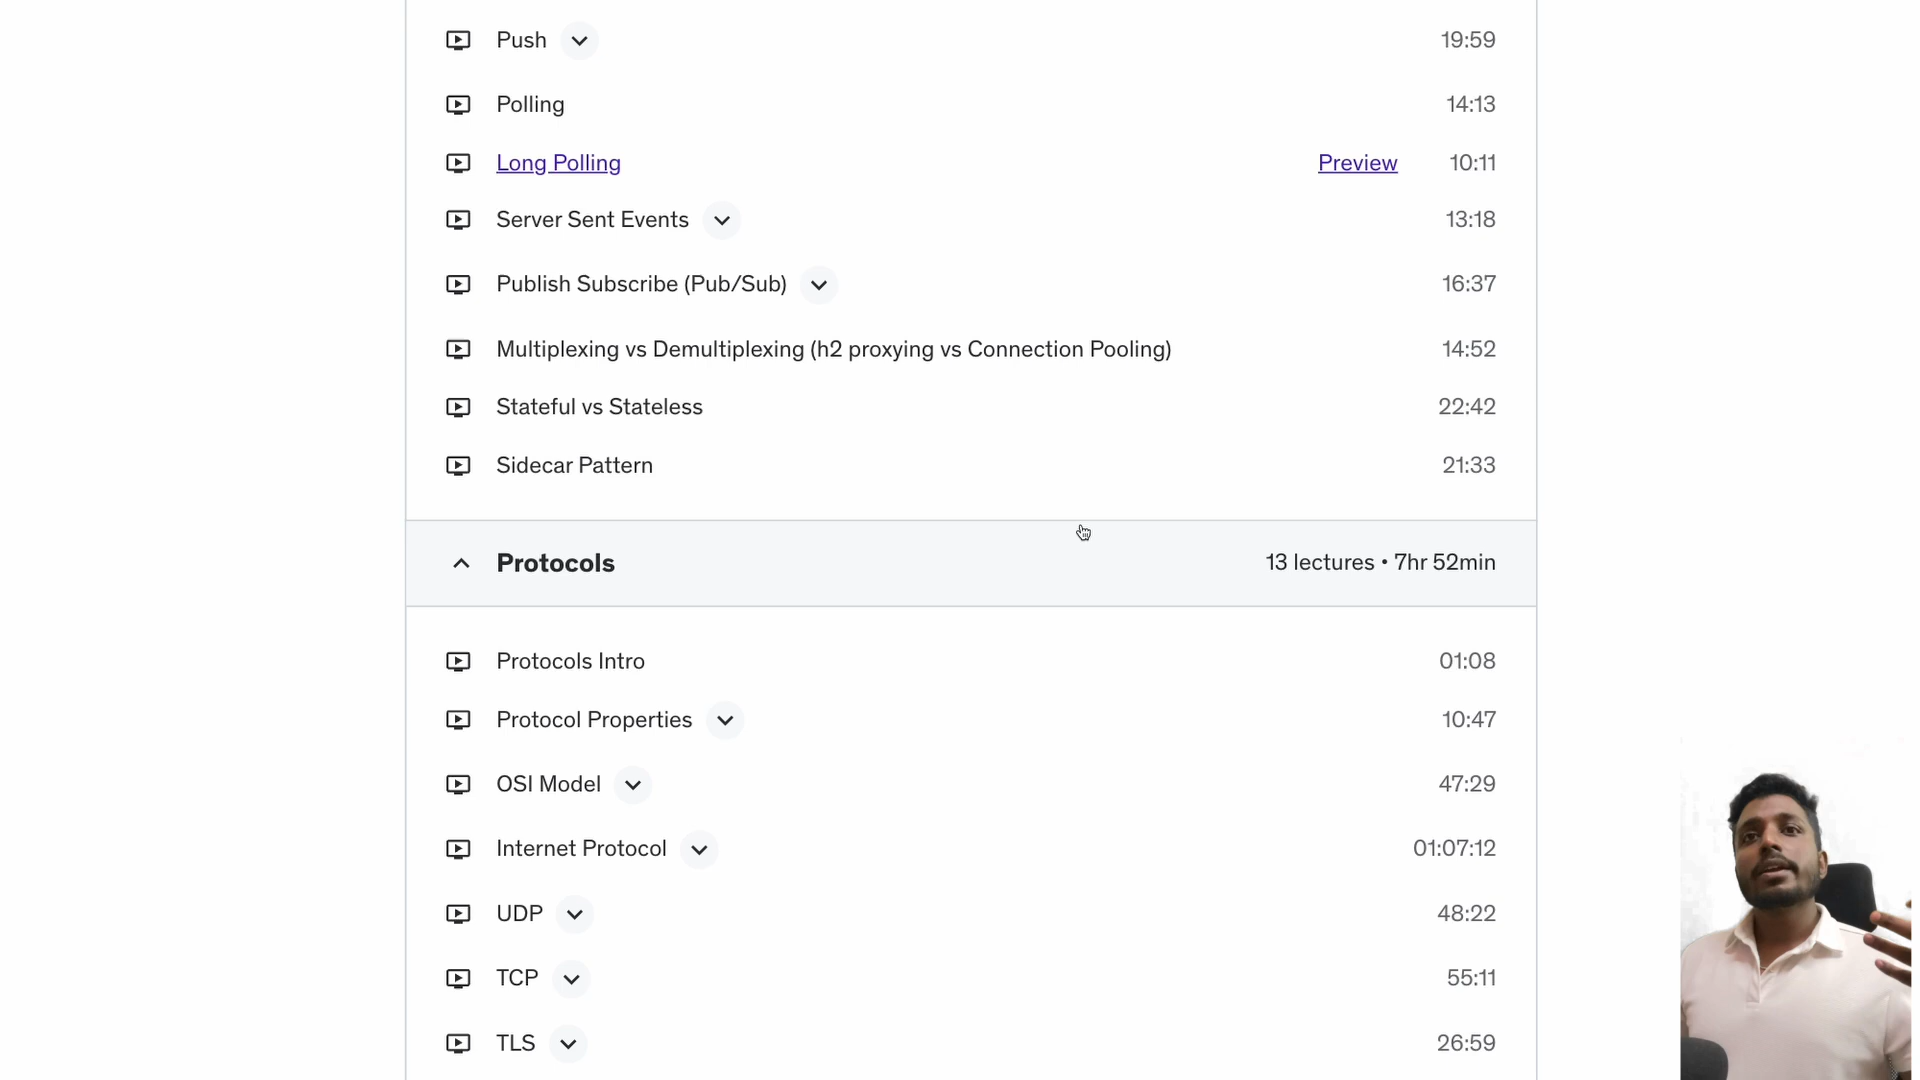 Push 19:59
Polling 14:13
Long Polling Preview 10:11
Server Sent Events 13:18
Publish Subscribe (Pub/Sub) 16:37
Multiplexing vs Demultiplexing (h2 proxying vs Connection Pooling) 14:52
Stateful vs Stateless 22:42
Sidecar Pattern 21:33
Protocols 13 lectures • 7hr 52min
Protocols Intro 01:08
Protocol Properties 10:47
OSI Model 47:29
Internet Protocol 01:07:12
UDP 48:22
TCP 55:11
TLS 26:59